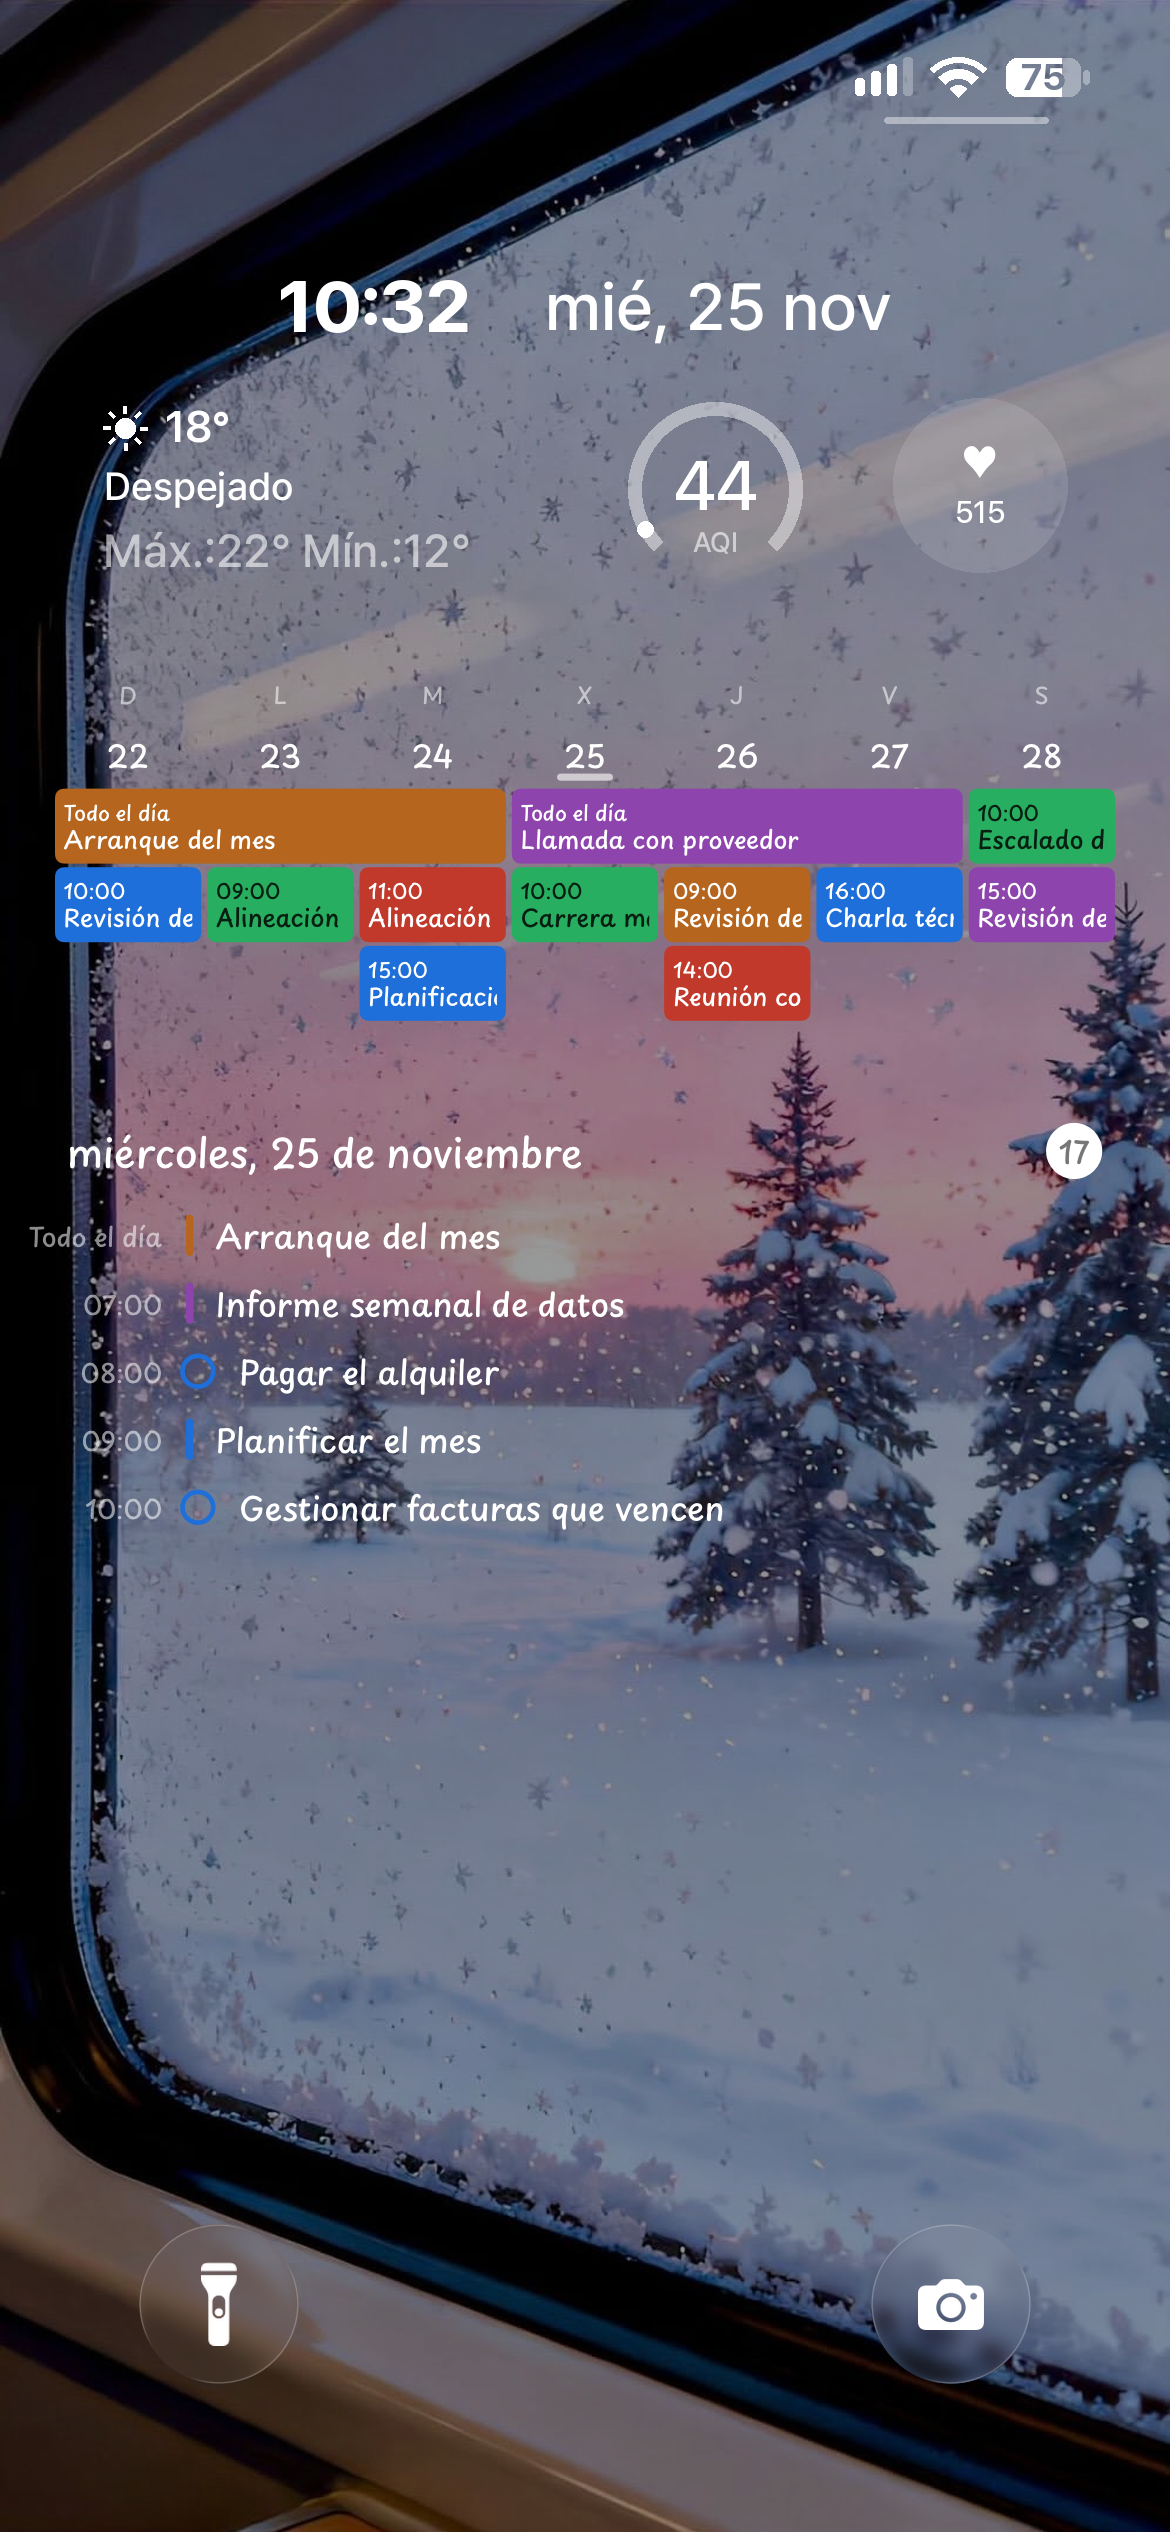 75
10:32 mié, 25 nov
18°
Despejado
Máx.:22° Mín.:12°
44
AQI
515
D L M X J V S
22 23 24 25 26 27 28
Todo el día
Arranque del mes
Todo el día
Llamada con proveedor
10:00
Escalado d
10:00
Revisión de
09:00
Alineación
11:00
Alineación
10:00
Carrera m
09:00
Revisión de
16:00
Charla téc
15:00
Revisión de
15:00
Planificaci
14:00
Reunión co
miércoles, 25 de noviembre 17
Todo el día Arranque del mes
07:00 Informe semanal de datos
08:00 Pagar el alquiler
09:00 Planificar el mes
10:00 Gestionar facturas que vencen